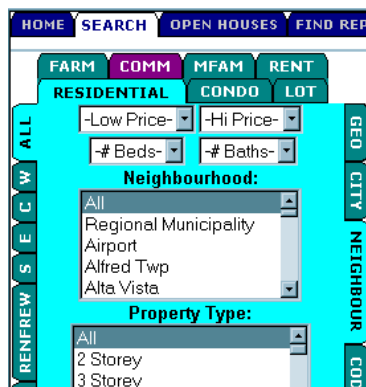 HOME SEARCH OPEN HOUSES FIND REP
FARM COMM MFAM RENT
RESIDENTIAL CONDO LOT
-Low Price- -Hi Price-
-# Beds- -# Baths-
Neighbourhood:
All
Regional Municipality
Airport
Alfred Twp
Alta Vista
Property Type:
All
2 Storey
3 Storey
ALL
W
C
E
S
RENFREW
GEO
CITY
NEIGHBOUR
COD